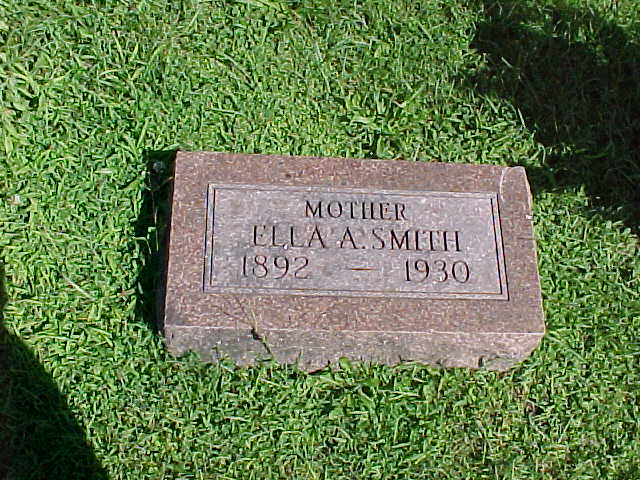 MOTHER
ELLA A. SMITH
1892 — 1930